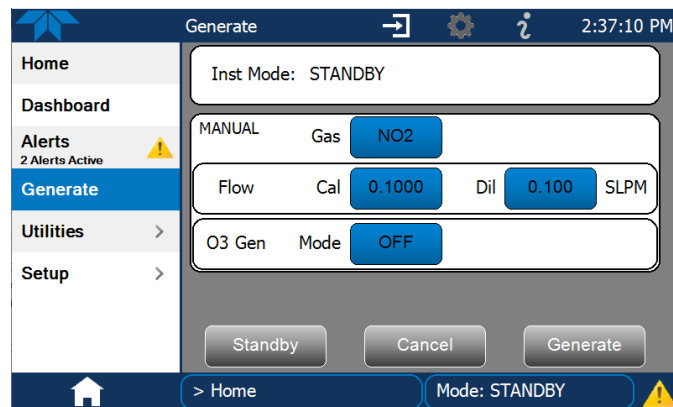 Generate 2:37:10 PM
Home
Dashboard
Alerts
2 Alerts Active
Generate
Utilities
Setup
Inst Mode: STANDBY
MANUAL Gas NO2
Flow Cal 0.1000 Dil 0.100 SLPM
O3 Gen Mode OFF
Standby Cancel Generate
> Home Mode: STANDBY